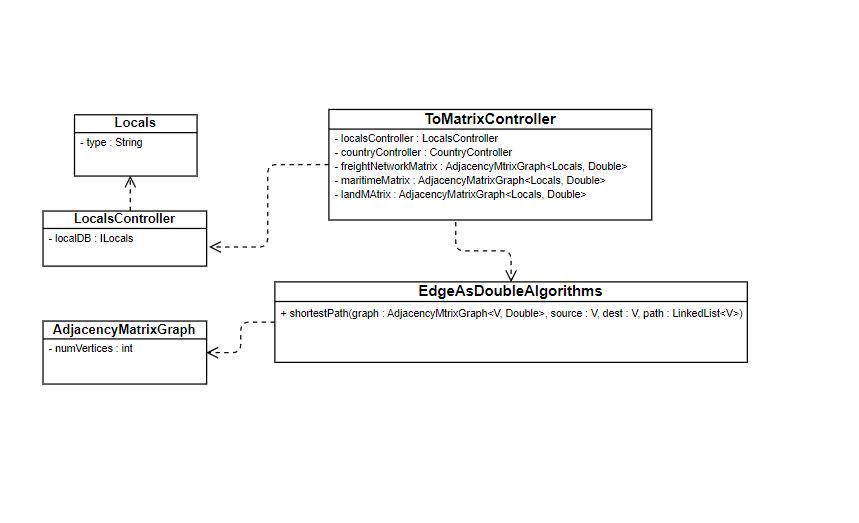 Locals
- type : String
ToMatrixController
- localsController : LocalsController
- countryController : CountryController
- freightNetworkMatrix : AdjacencyMtrixGraph<Locals, Double>
- maritimeMatrix : AdjacencyMatrixGraph<Locals, Double>
- landMAtrix : AdjacencyMatrixGraph<Locals, Double>
LocalsController
- localDB : ILocals
EdgeAsDoubleAlgorithms
+ shortestPath(graph : AdjacencyMtrixGraph<V, Double>, source : V, dest : V, path : LinkedList<V>)
AdjacencyMatrixGraph
- numVertices : int